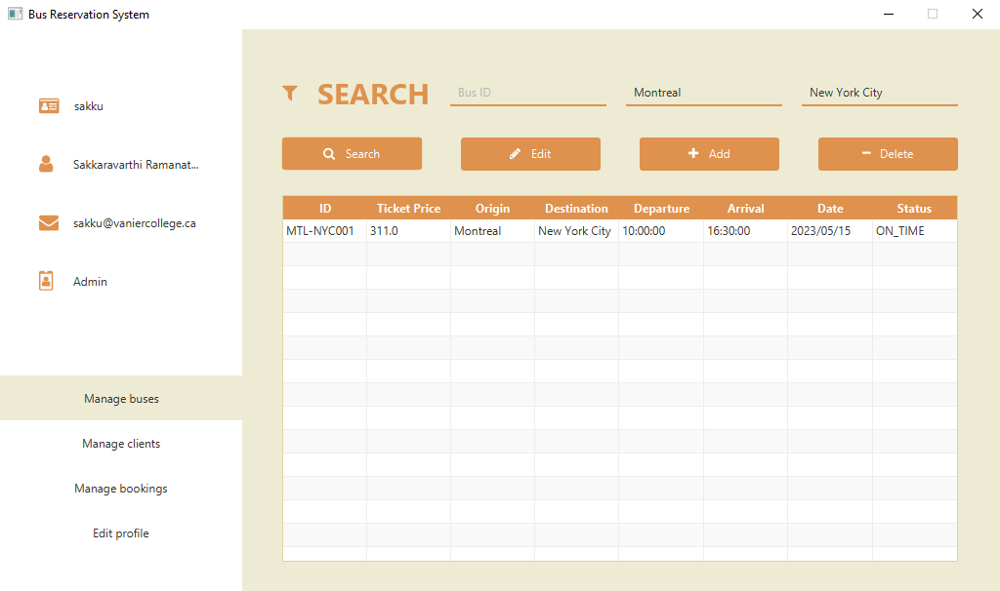 Bus Reservation System
sakku
Sakkaravarthi Ramanat...
sakku@vaniercollege.ca
Admin
Manage buses
Manage clients
Manage bookings
Edit profile
SEARCH Bus ID Montreal New York City
Search Edit Add Delete
ID Ticket Price Origin Destination Departure Arrival Date Status
MTL-NYC001 311.0 Montreal New York City 10:00:00 16:30:00 2023/05/15 ON_TIME